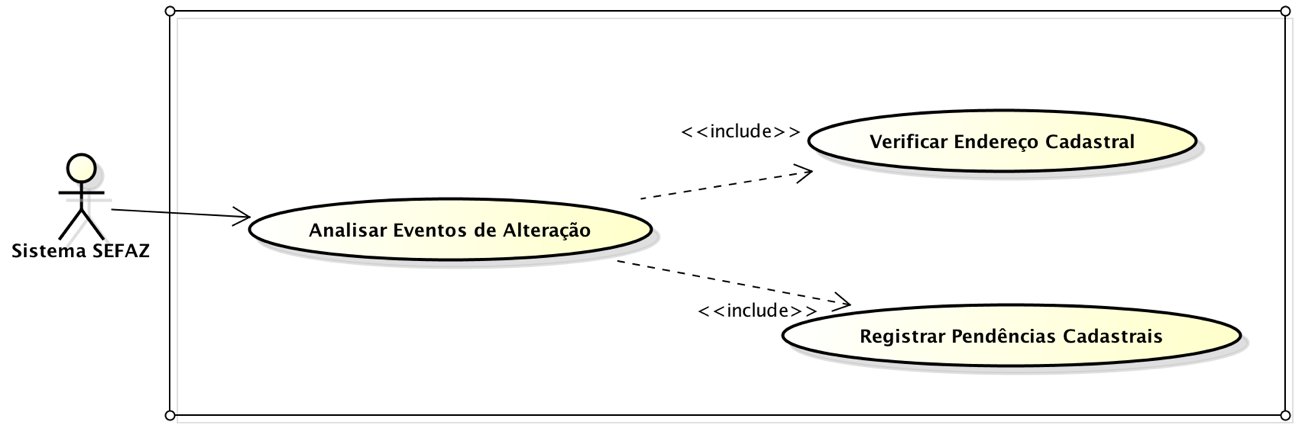 <<include>>
Verificar Endereço Cadastral
Sistema SEFAZ
Analisar Eventos de Alteração
<<include>>
Registrar Pendências Cadastrais